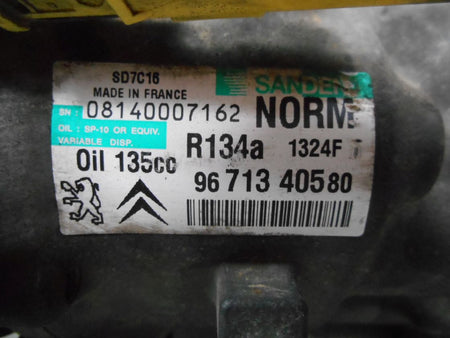 SD7C16
MADE IN FRANCE
SANDEN
SN : 08140007162 NORM
OIL : SP-10 OR EQUIV.
VARIABLE DISP.
R134a 1324F
Oil 135cc
96 713 405 80